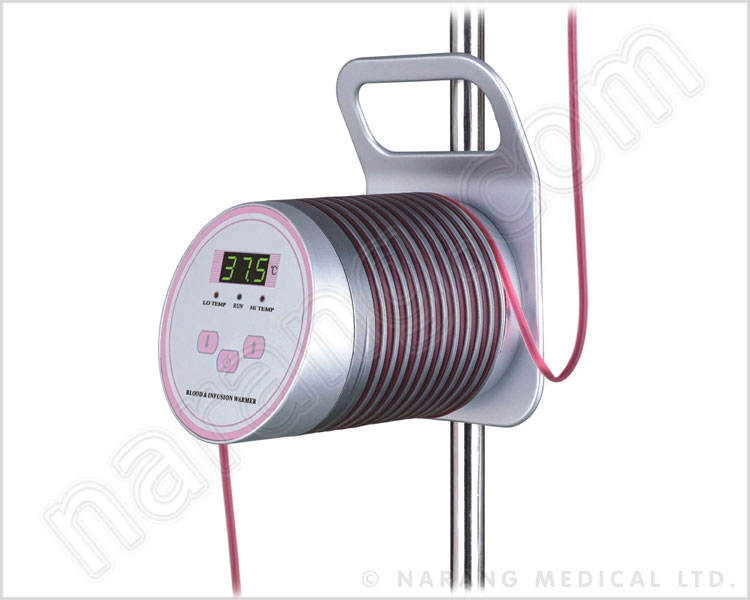 37.5 °C
LO TEMP RUN HI TEMP
BLOOD & INFUSION WARMER
narang.com
© NARANG MEDICAL LTD.